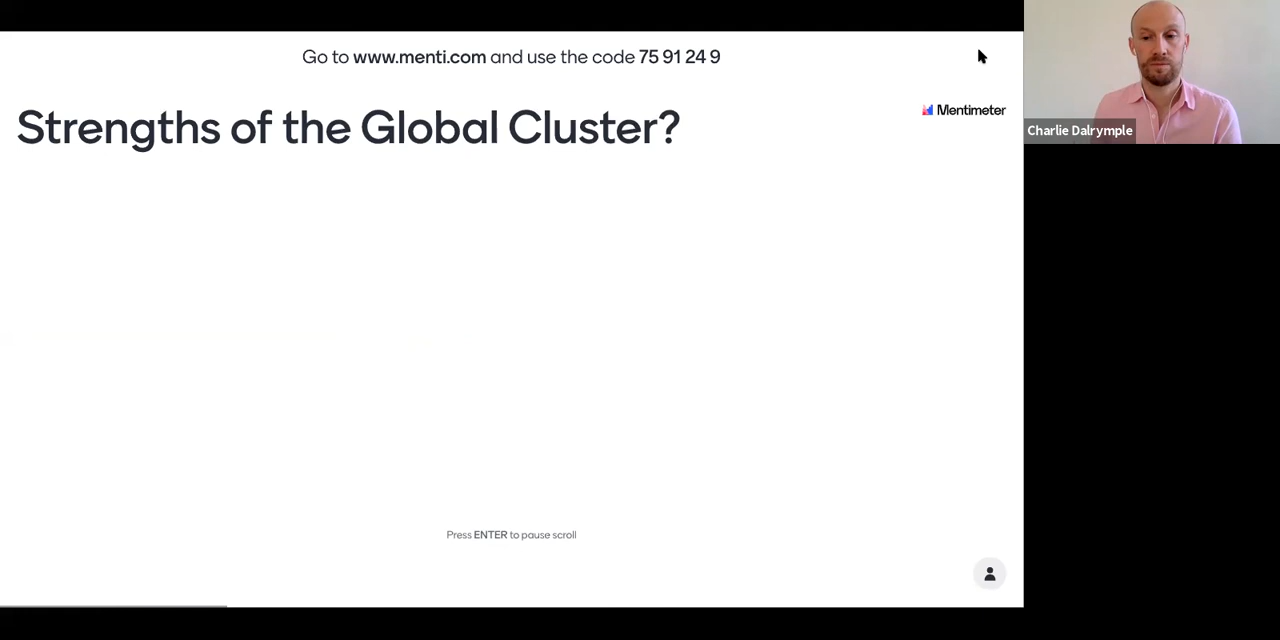 Go to www.menti.com and use the code 75 91 24 9
Strengths of the Global Cluster?
Mentimeter
Charlie Dalrymple
Press ENTER to pause scroll